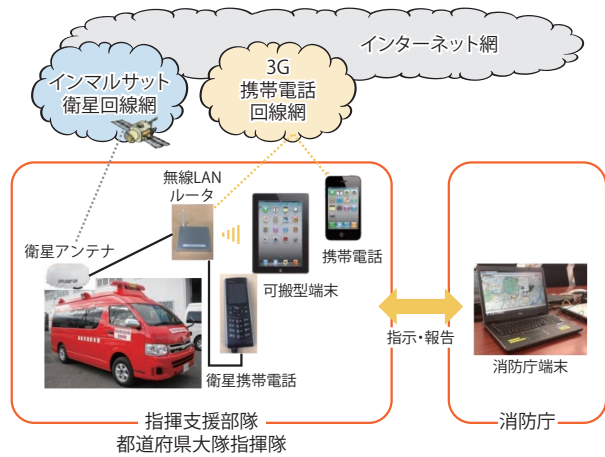 インターネット網
インマルサット
衛星回線網
3G
携帯電話
回線網
無線LAN
ルータ
衛星アンテナ
携帯電話
可搬型端末
衛星携帯電話
指示・報告
消防庁端末
指揮支援部隊
都道府県大隊指揮隊
消防庁